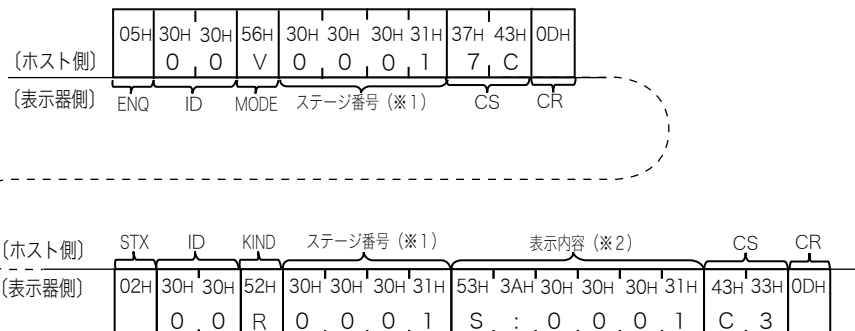 05H 30H 30H 56H 30H 30H 30H 31H 37H 43H 0DH
〔ホスト側〕 0 0 V 0 0 0 1 7 C
〔表示器側〕 ENQ ID MODE ステージ番号（※1） CS CR
〔ホスト側〕 STX ID KIND ステージ番号（※1） 表示内容（※2） CS CR
〔表示器側〕 02H 30H 30H 52H 30H 30H 30H 31H 53H 3AH 30H 30H 30H 31H 43H 33H 0DH
0 0 R 0 0 0 1 S : 0 0 0 1 C 3